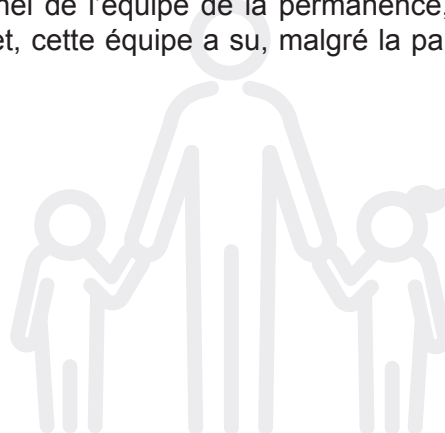 de l'équipe de la permanence,
cette équipe a su, malgré la